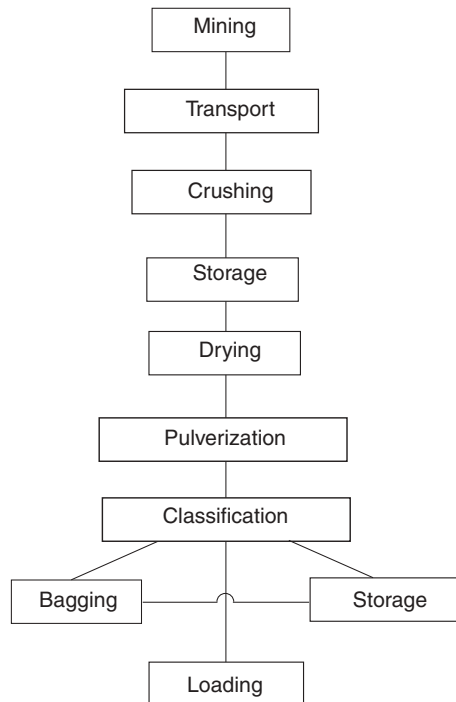 Mining
Transport
Crushing
Storage
Drying
Pulverization
Classification
Bagging
Storage
Loading